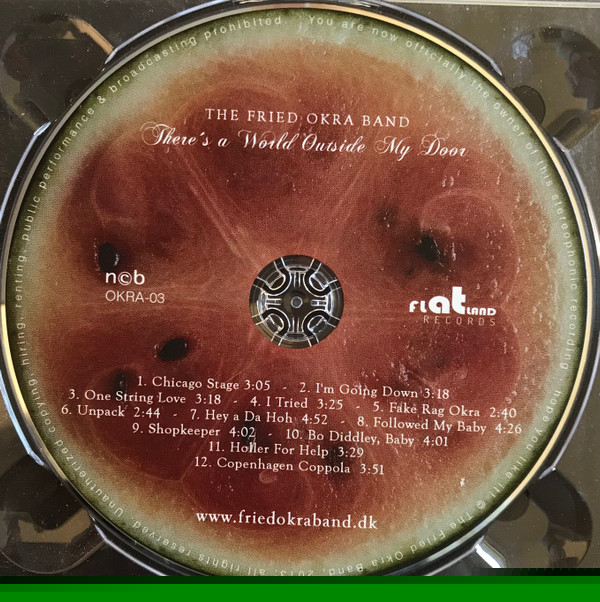 THE FRIED OKRA BAND
There's a World Outside My Door
n©b
OKRA-03
FLatLAND
RECORDS
1. Chicago Stage 3:05 - 2. I'm Going Down 3:18
3. One String Love 3:18 - 4. I Tried 3:25 - 5. Fake Rag Okra 2:40
6. Unpack 2:44 - 7. Hey a Da Hoh 4:52 - 8. Followed My Baby 4:26
9. Shopkeeper 4:02 - 10. Bo Diddley, Baby 4:01
11. Holler For Help 3:29
12. Copenhagen Coppola 3:51
www.friedokraband.dk
You are now officially the owner of this stereophonic recording - hope you like it! © The Fried Okra Band, 2013, all rights reserved. Unauthorized copying, hiring, renting, public performance & broadcasting prohibited